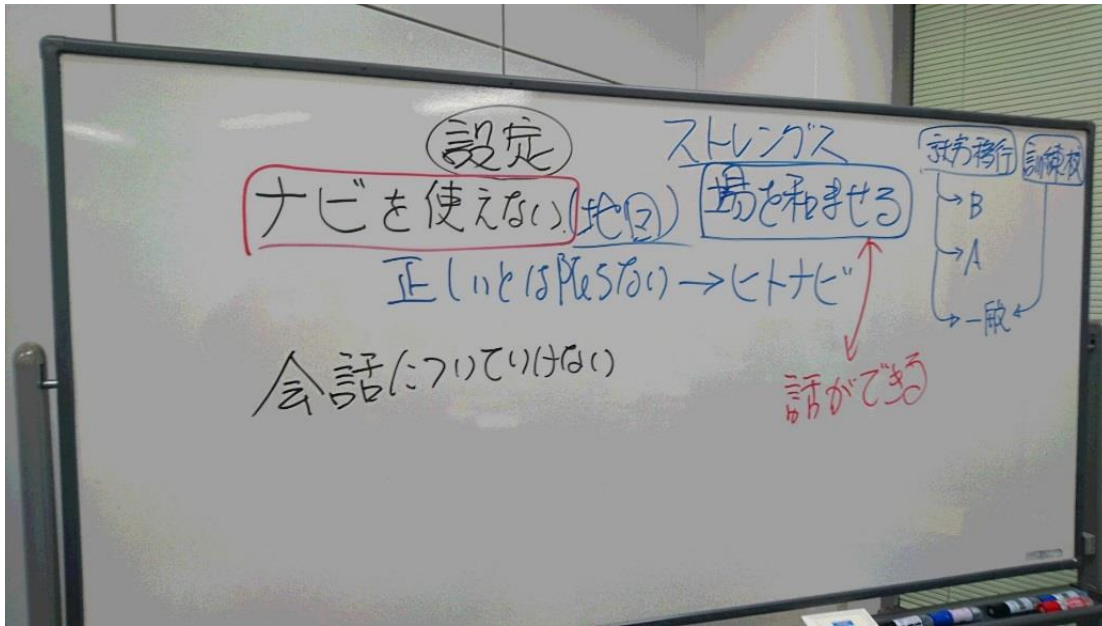 設定
ナビを使えない(地図)
正しいとは限らない→ヒトナビ
会話についていけない
ストレングス
場を和ませる
話ができる
就労移行
→B
→A
→一般
訓練校